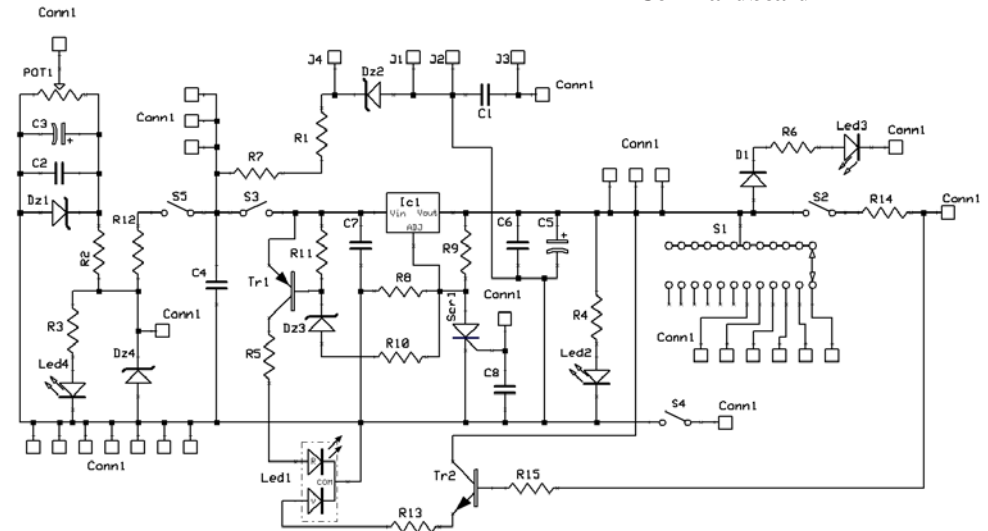 Conn1
POT1
C3
+
C2
Dz1
R12
R2
R3
Led4
Dz4
Conn1
Conn1
S5
Conn1
C4
R7
S3
J4
Dz2
J1
J2
J3
R1
C1
Conn1
Ic1
Vin Vout
ADJ
C7
R11
Tr1
Dz3
R5
R8
R10
R9
Scr1
C6
C5
+
Conn1
C8
R4
Led2
Conn1
D1
R6
Led3
Conn1
S1
S2
R14
Conn1
Conn1
S4
Conn1
Led1
R
COM
V
R13
Tr2
R15